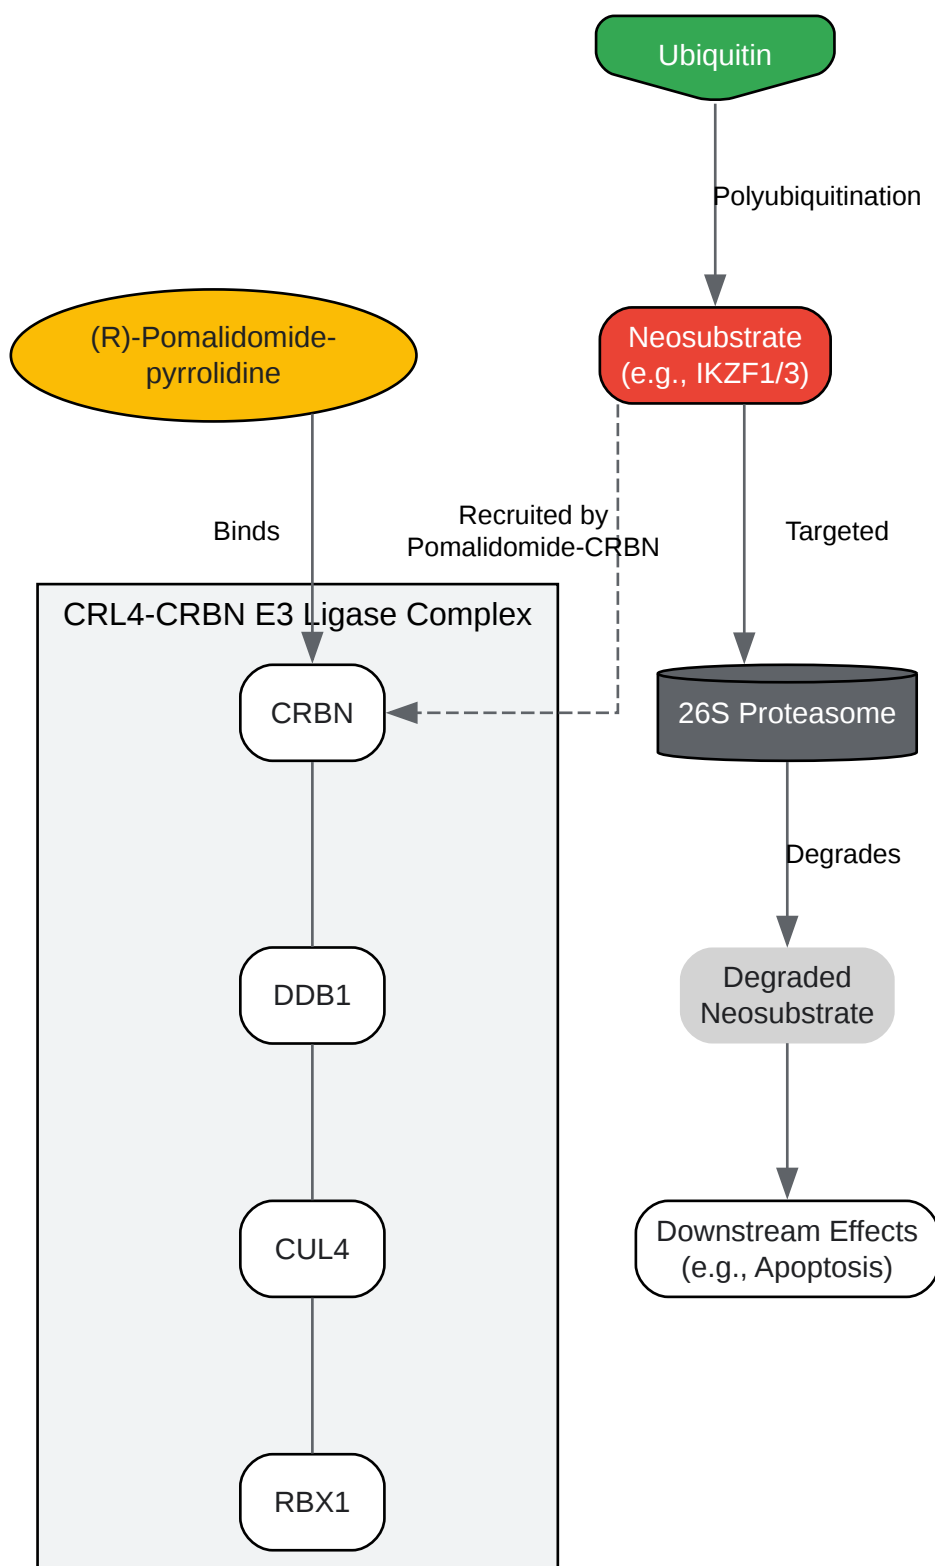 Ubiquitin
Polyubiquitination
(R)-Pomalidomide-
pyrrolidine
Neosubstrate
(e.g., IKZF1/3)
Binds
Recruited by
Pomalidomide-CRBN
Targeted
CRL4-CRBN E3 Ligase Complex
CRBN
26S Proteasome
Degrades
DDB1
Degraded
Neosubstrate
CUL4
Downstream Effects
(e.g., Apoptosis)
RBX1